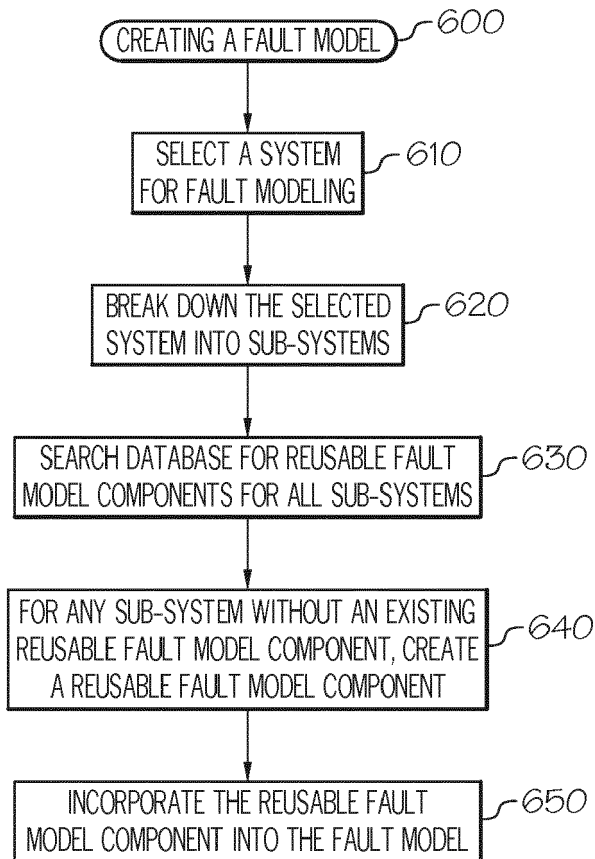 CREATING A FAULT MODEL 600
SELECT A SYSTEM 610
FOR FAULT MODELING
BREAK DOWN THE SELECTED 620
SYSTEM INTO SUB-SYSTEMS
SEARCH DATABASE FOR REUSABLE FAULT 630
MODEL COMPONENTS FOR ALL SUB-SYSTEMS
FOR ANY SUB-SYSTEM WITHOUT AN EXISTING 640
REUSABLE FAULT MODEL COMPONENT, CREATE
A REUSABLE FAULT MODEL COMPONENT
INCORPORATE THE REUSABLE FAULT 650
MODEL COMPONENT INTO THE FAULT MODEL